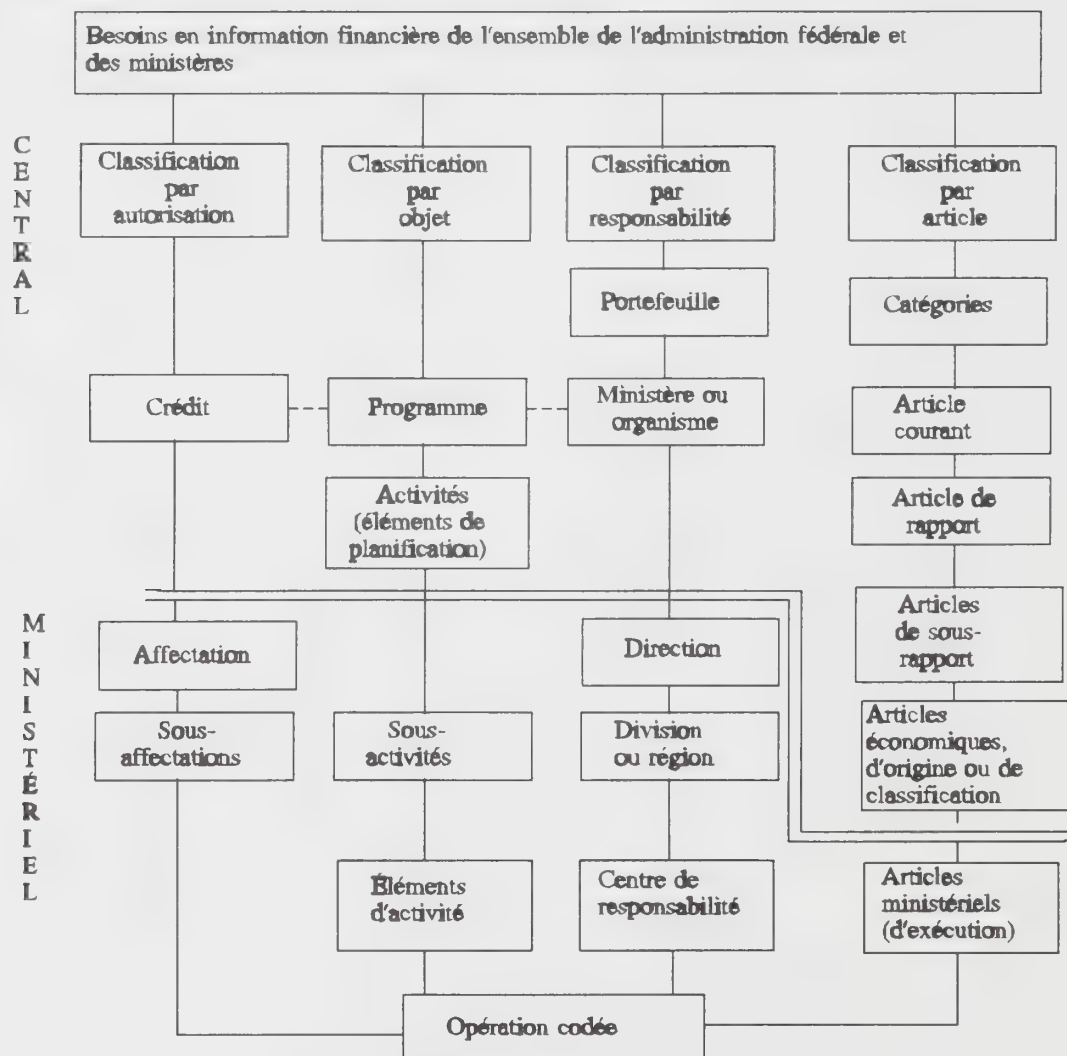 Besoins en information financière de l'ensemble de l'administration fédérale et
des ministères
CENTRAL
Classification
par
autorisation
Classification
par
objet
Classification
par
responsabilité
Classification
par
article
Portefeuille
Catégories
Crédit
Programme
Ministère ou
organisme
Article
courant
Activités
(éléments de
planification)
Article de
rapport
MINISTÉRIEL
Affectation
Direction
Articles
de sous-
rapport
Sous-
affectations
Sous-
activités
Division
ou région
Articles
économiques,
d'origine ou de
classification
Éléments
d'activité
Centre de
responsabilité
Articles
ministériels
(d'exécution)
Opération codée